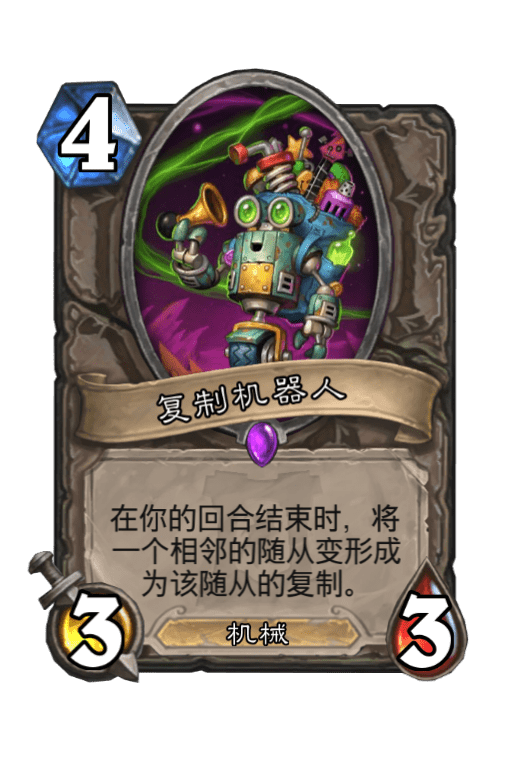 4
复制机器人
在你的回合结束时，将
一个相邻的随从变形成
为该随从的复制。
3
机械
3